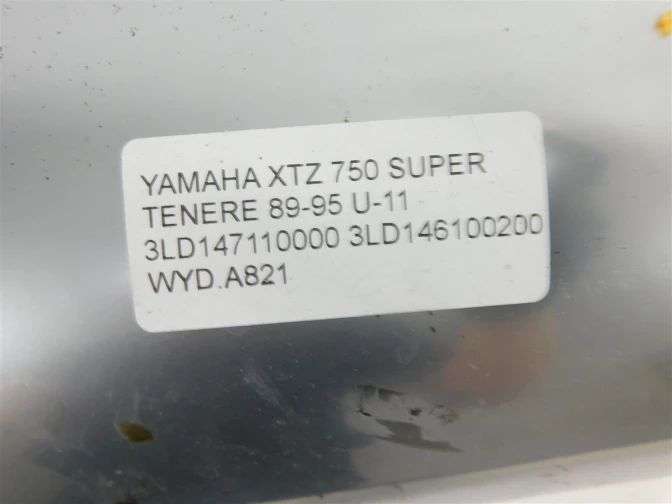 YAMAHA XTZ 750 SUPER
TENERE 89-95 U-11
3LD147110000 3LD146100200
WYD.A821